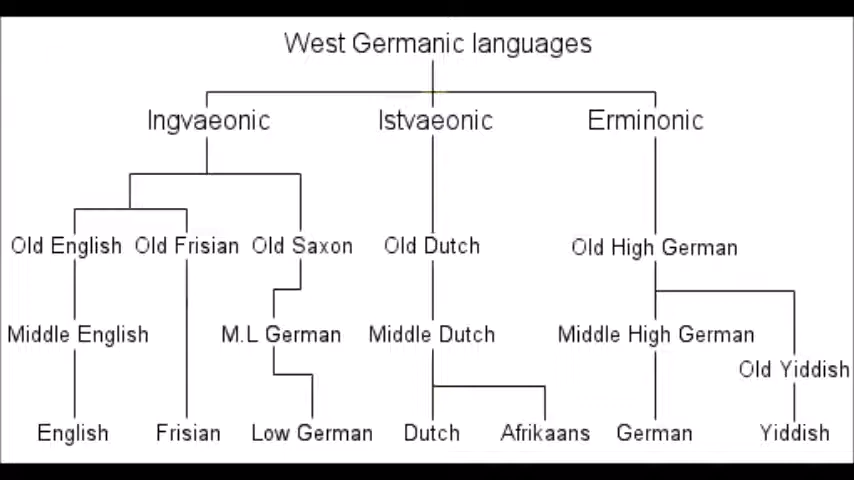 West Germanic languages
Ingvaeonic Istvaeonic Erminonic
Old English Old Frisian Old Saxon Old Dutch Old High German
Middle English M.L German Middle Dutch Middle High German
Old Yiddish
English Frisian Low German Dutch Afrikaans German Yiddish